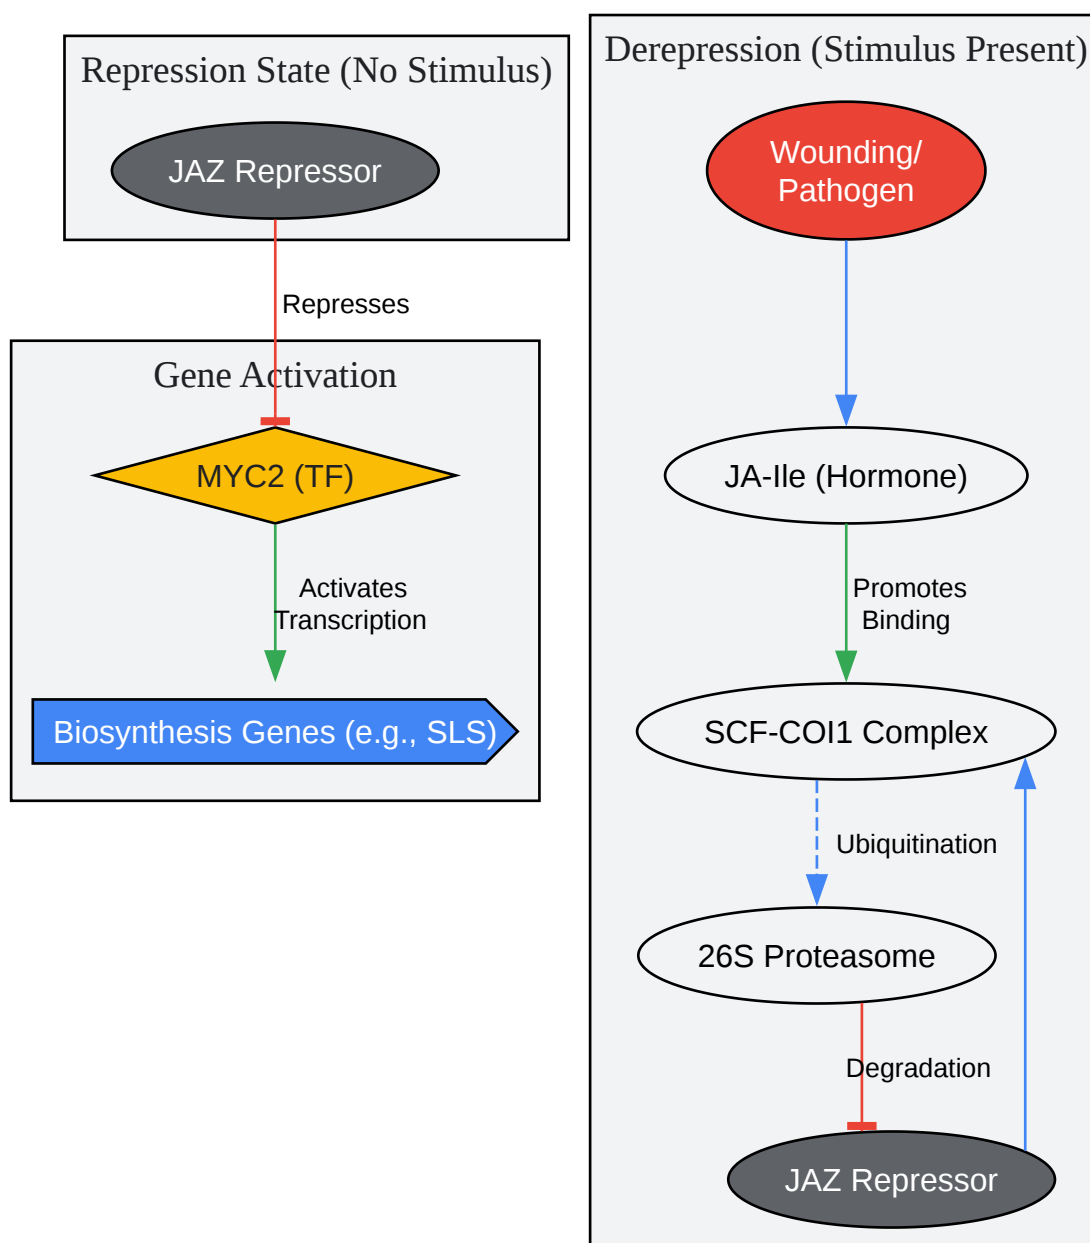 Repression State (No Stimulus)
JAZ Repressor
Represses
Gene Activation
MYC2 (TF)
Activates
Transcription
Biosynthesis Genes (e.g., SLS)
Derepression (Stimulus Present)
Wounding/
Pathogen
JA-Ile (Hormone)
Promotes
Binding
SCF-COI1 Complex
Ubiquitination
26S Proteasome
Degradation
JAZ Repressor